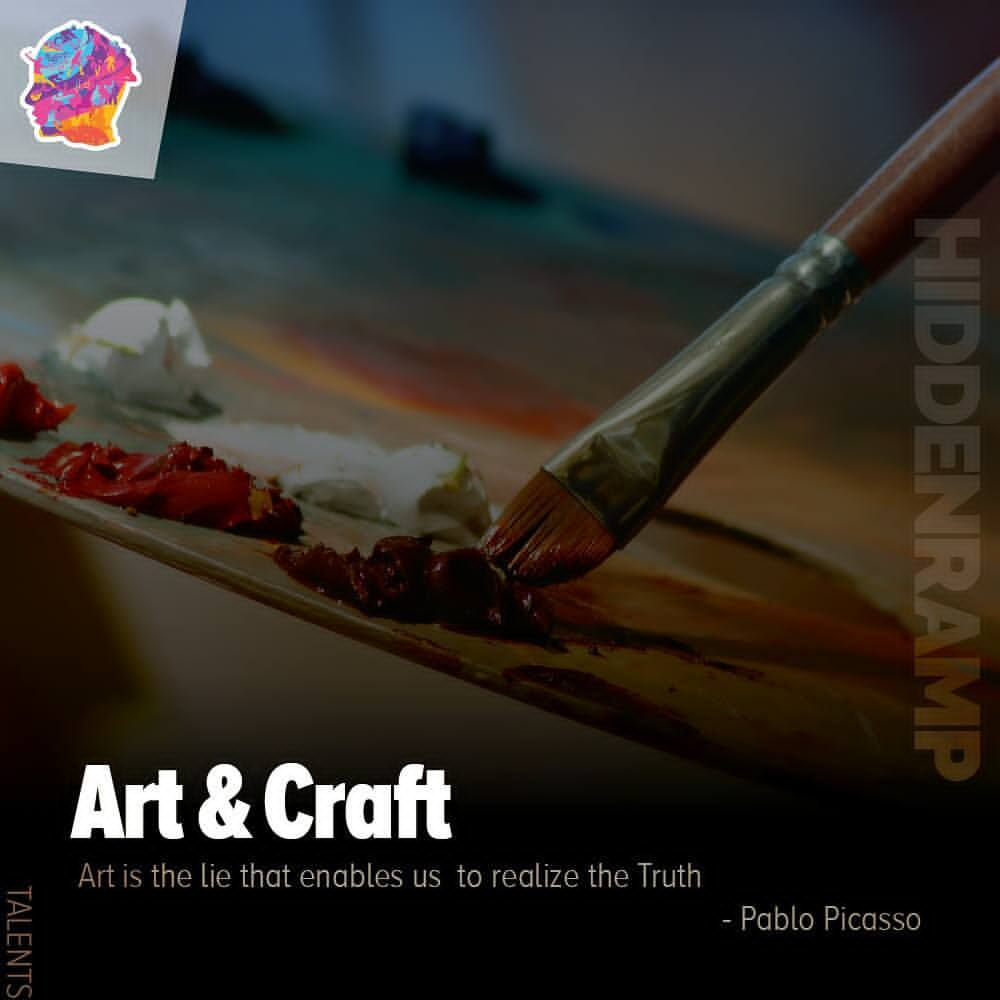 HIDDENRAMP
Art & Craft
Art is the lie that enables us  to realize the Truth
- Pablo Picasso
TALENTS